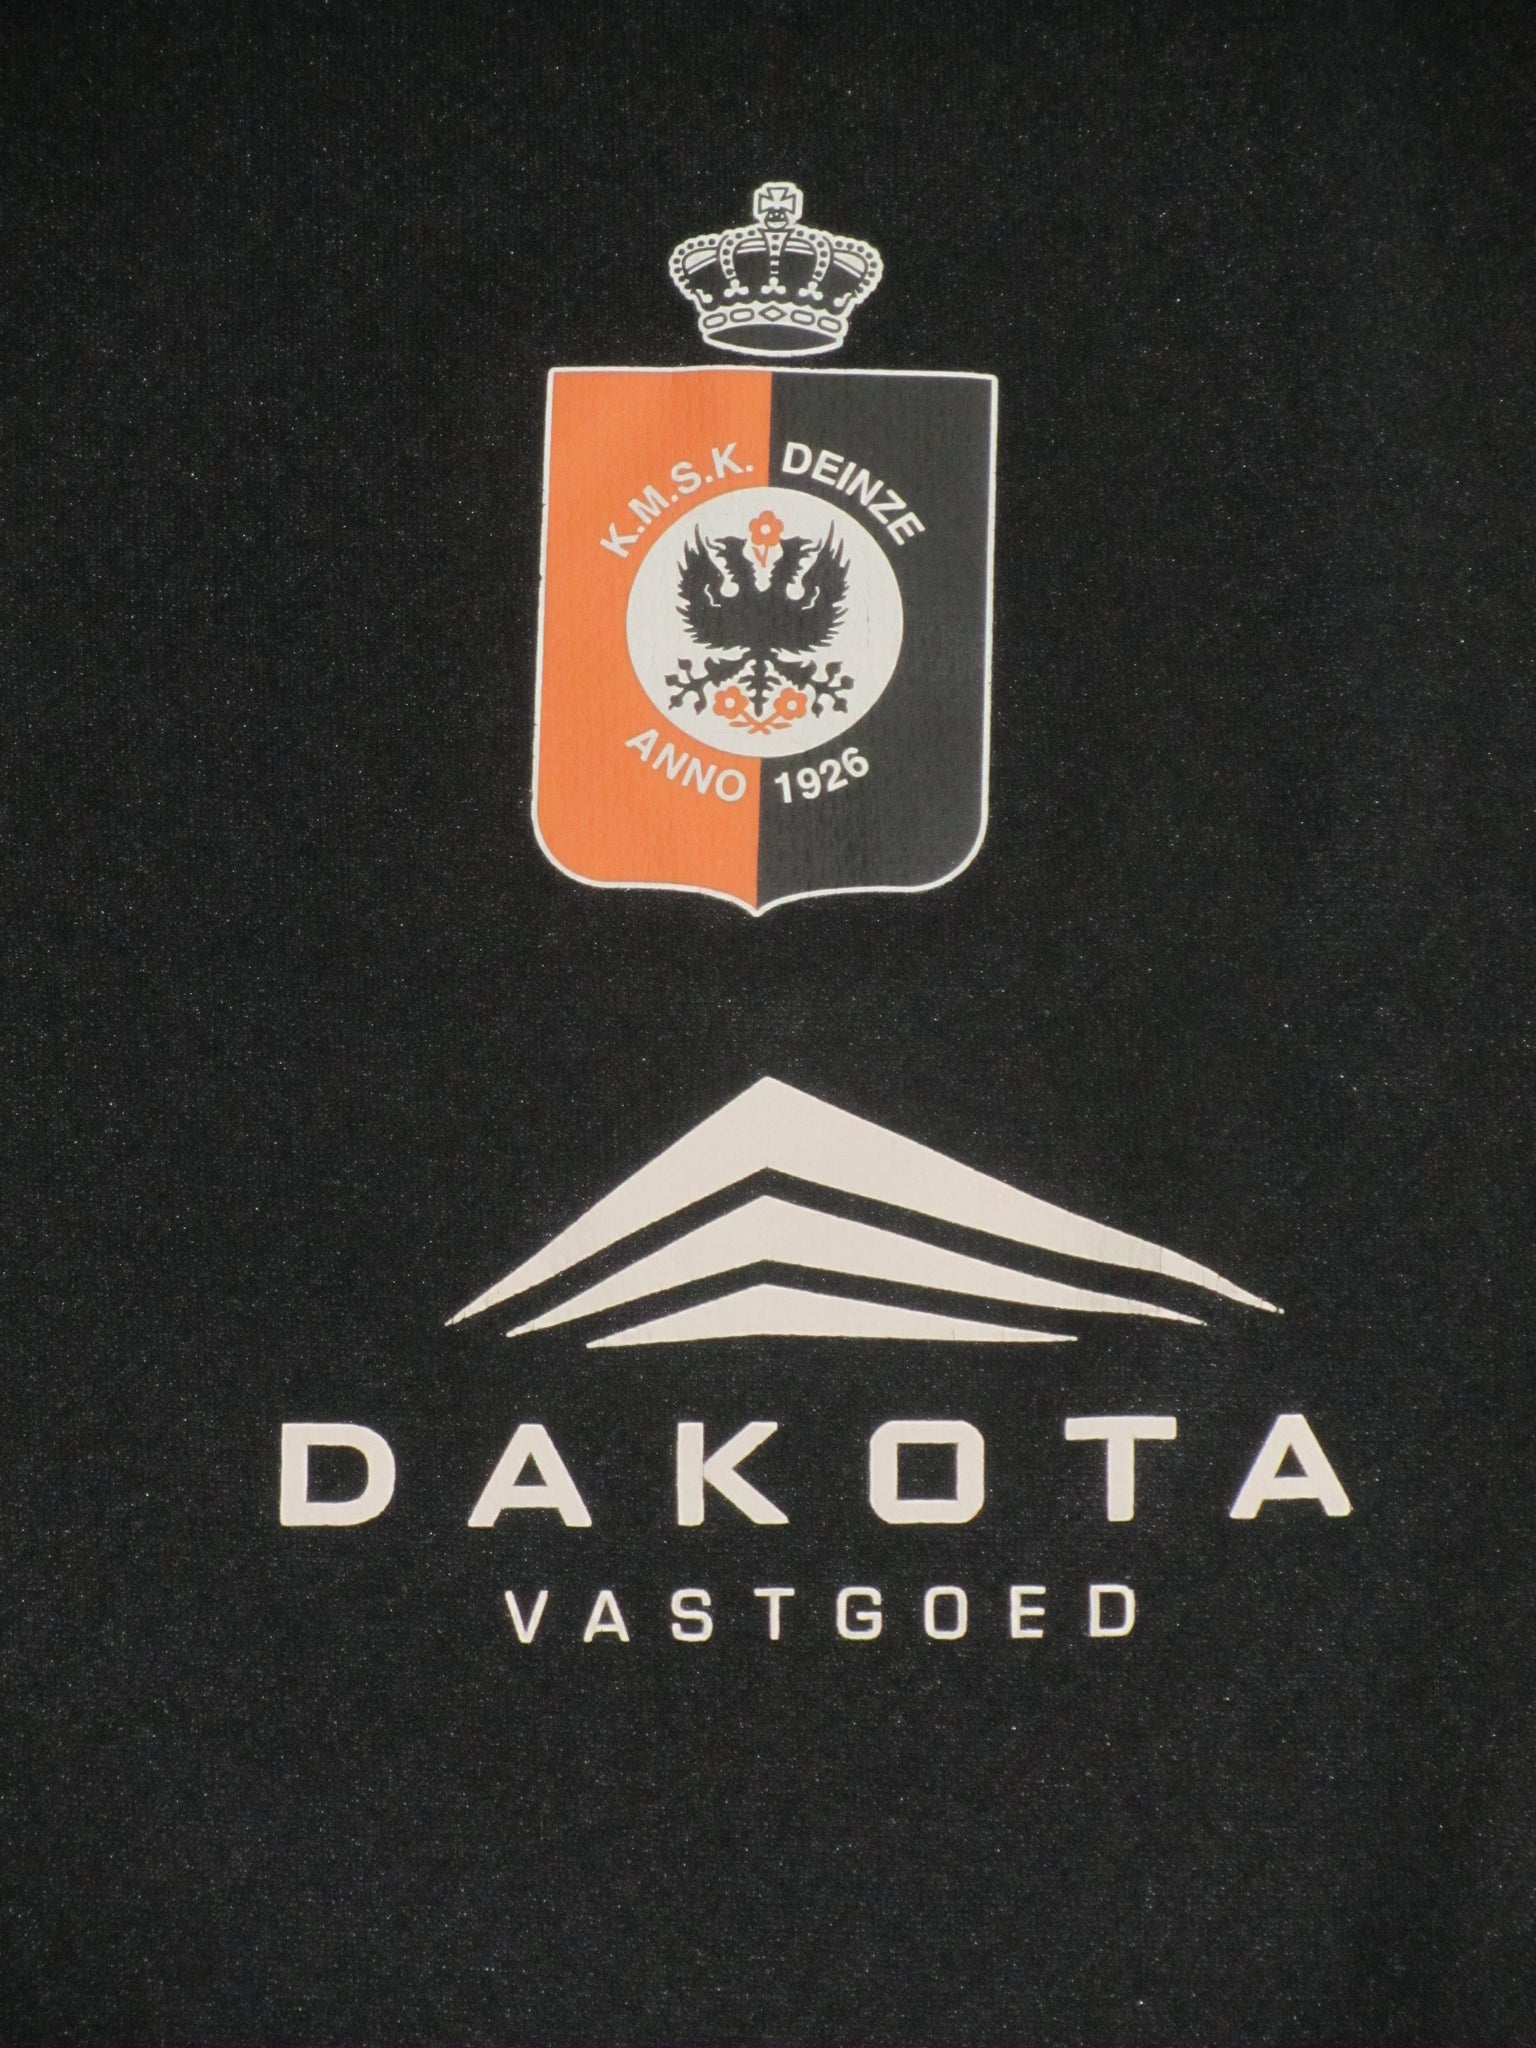 K.M.S.K. DEINZE
ANNO 1926
DAKOTA
VASTGOED